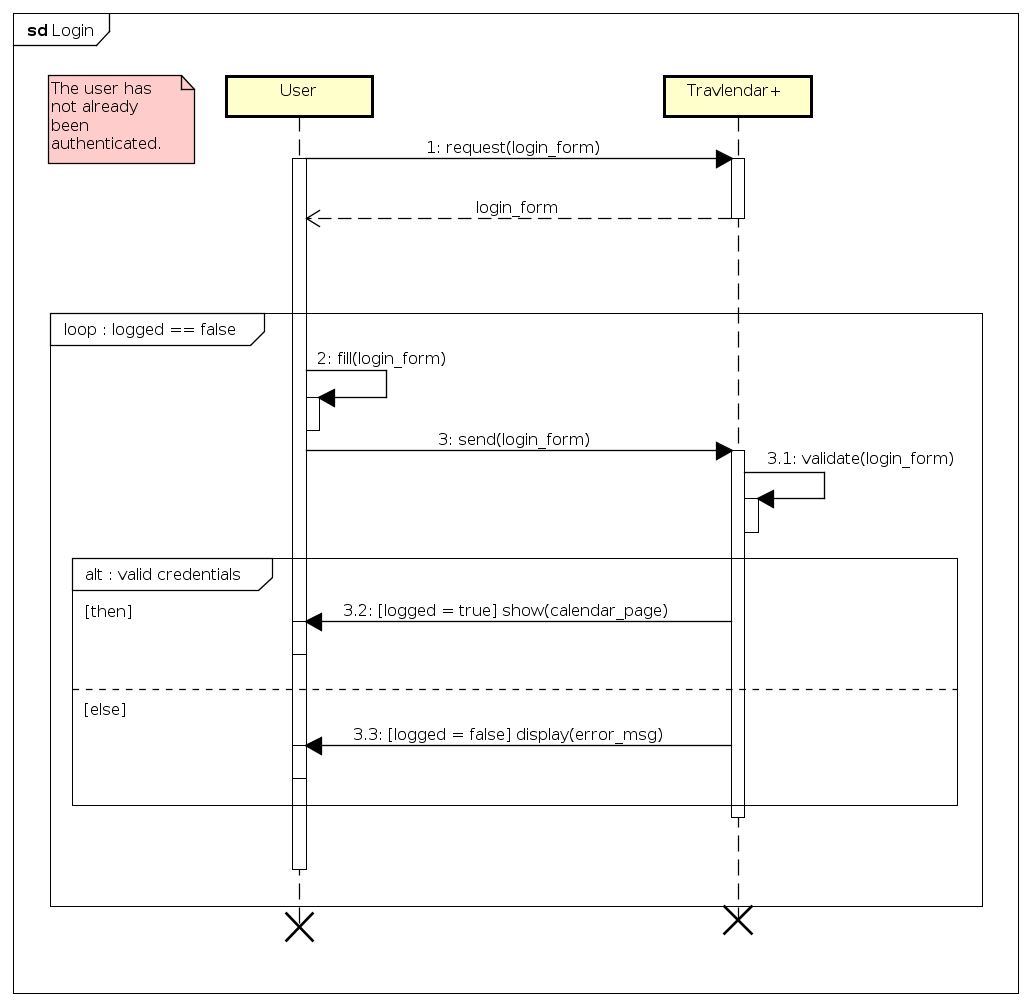 sd Login
The user has
not already
been
authenticated.
User
Travlendar+
1: request(login_form)
login_form
loop : logged == false
2: fill(login_form)
3: send(login_form)
3.1: validate(login_form)
alt : valid credentials
[then]
3.2: [logged = true] show(calendar_page)
[else]
3.3: [logged = false] display(error_msg)